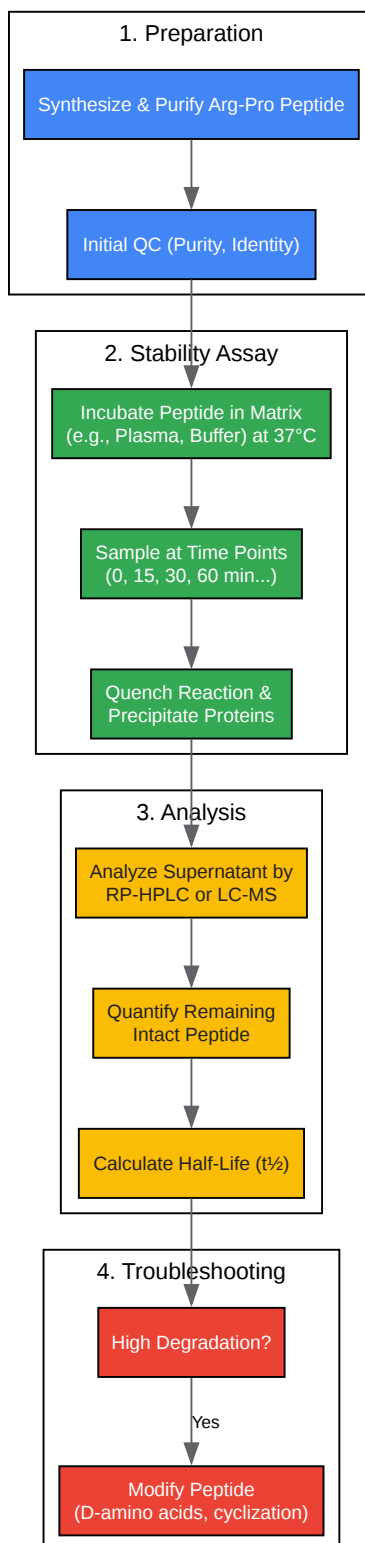 1. Preparation
Synthesize & Purify Arg-Pro Peptide
Initial QC (Purity, Identity)
2. Stability Assay
Incubate Peptide in Matrix
(e.g., Plasma, Buffer) at 37°C
Sample at Time Points
(0, 15, 30, 60 min...)
Quench Reaction &
Precipitate Proteins
3. Analysis
Analyze Supernatant by
RP-HPLC or LC-MS
Quantify Remaining
Intact Peptide
Calculate Half-Life (t½)
4. Troubleshooting
High Degradation?
Yes
Modify Peptide
(D-amino acids, cyclization)